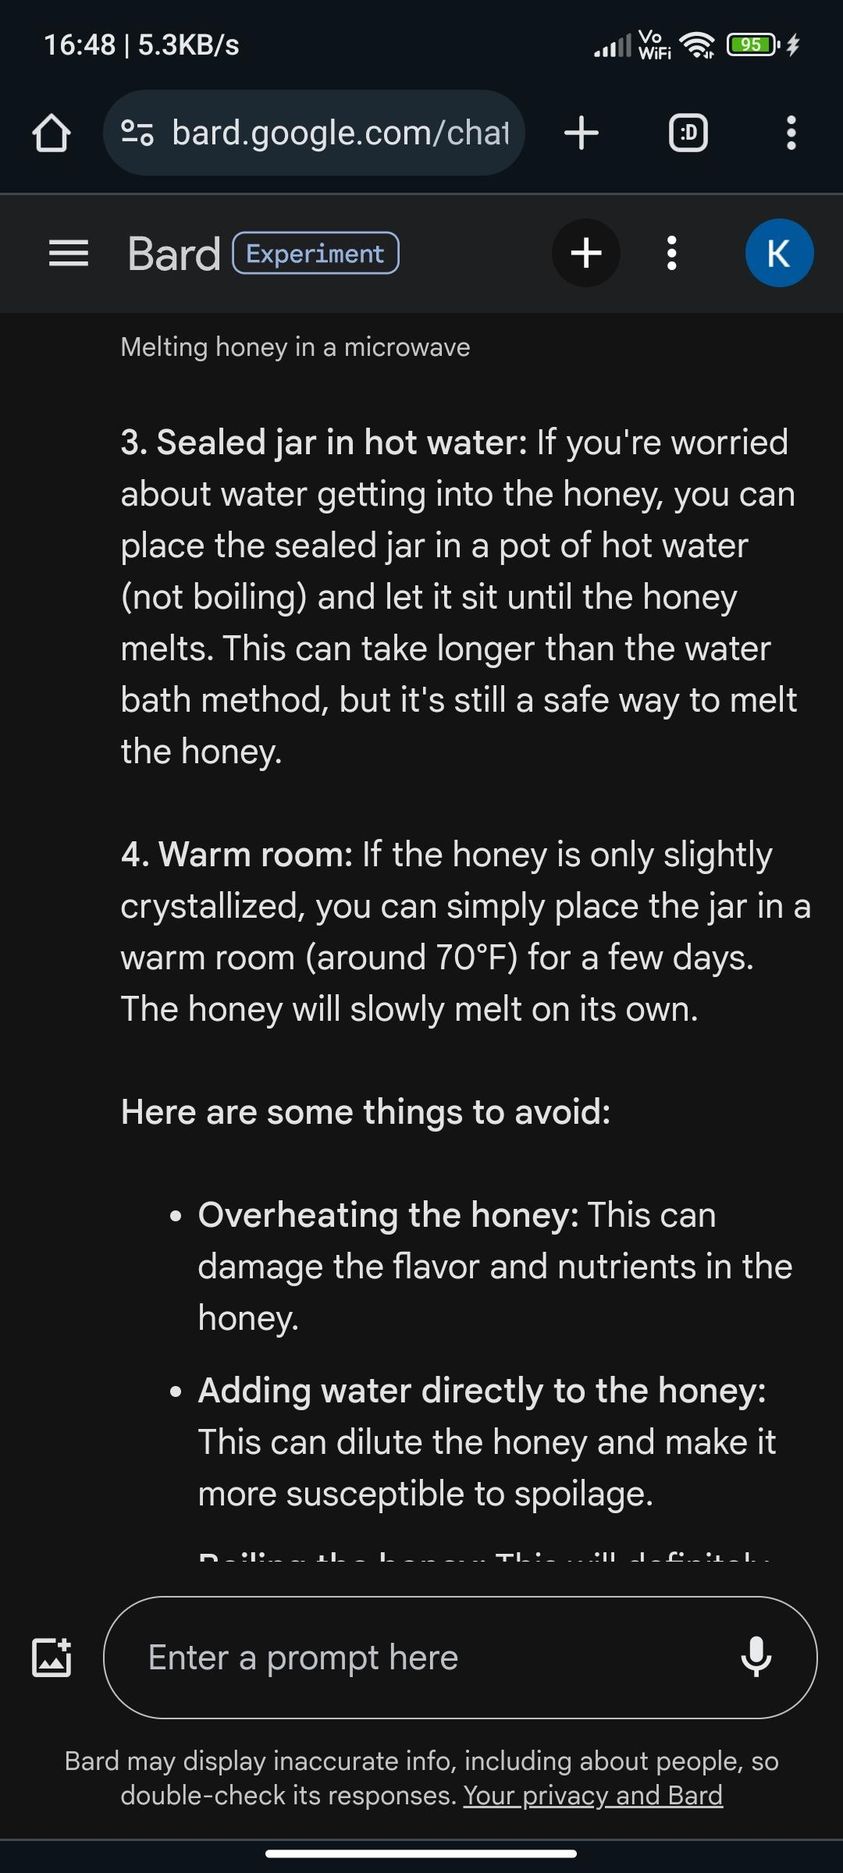 16:48 | 5.3KB/s
Vo
WiFi
95
bard.google.com/chat
:D
Bard
Experiment
K
Melting honey in a microwave
3. Sealed jar in hot water: If you're worried
about water getting into the honey, you can
place the sealed jar in a pot of hot water
(not boiling) and let it sit until the honey
melts. This can take longer than the water
bath method, but it's still a safe way to melt
the honey.
4. Warm room: If the honey is only slightly
crystallized, you can simply place the jar in a
warm room (around 70°F) for a few days.
The honey will slowly melt on its own.
Here are some things to avoid:
• Overheating the honey: This can
damage the flavor and nutrients in the
honey.
• Adding water directly to the honey:
This can dilute the honey and make it
more susceptible to spoilage.
Boiling the honey: This will definitely
Enter a prompt here
Bard may display inaccurate info, including about people, so
double-check its responses. Your privacy and Bard